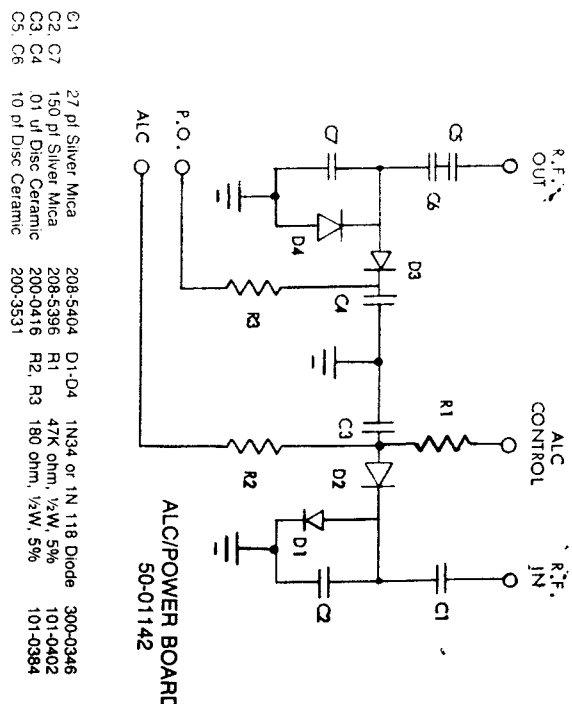 R.F. OUT
ALC CONTROL
R.F. IN
C5
R1
C1
C6
D3
C7
C4
C3
D2
C2
D4
D1
R3
R2
P.O.
ALC
ALC/POWER BOARD
50-01142
C1 27 pf Silver Mica 208-5404 D1-D4 1N34 or 1N 118 Diode 300-0346
C2, C7 150 pf Silver Mica 208-5396 R1 47K ohm, ½W, 5% 101-0402
C3, C4 .01 uf Disc Ceramic 200-0416 R2, R3 180 ohm, ½W, 5% 101-0384
C5, C6 10 pf Disc Ceramic 200-3531